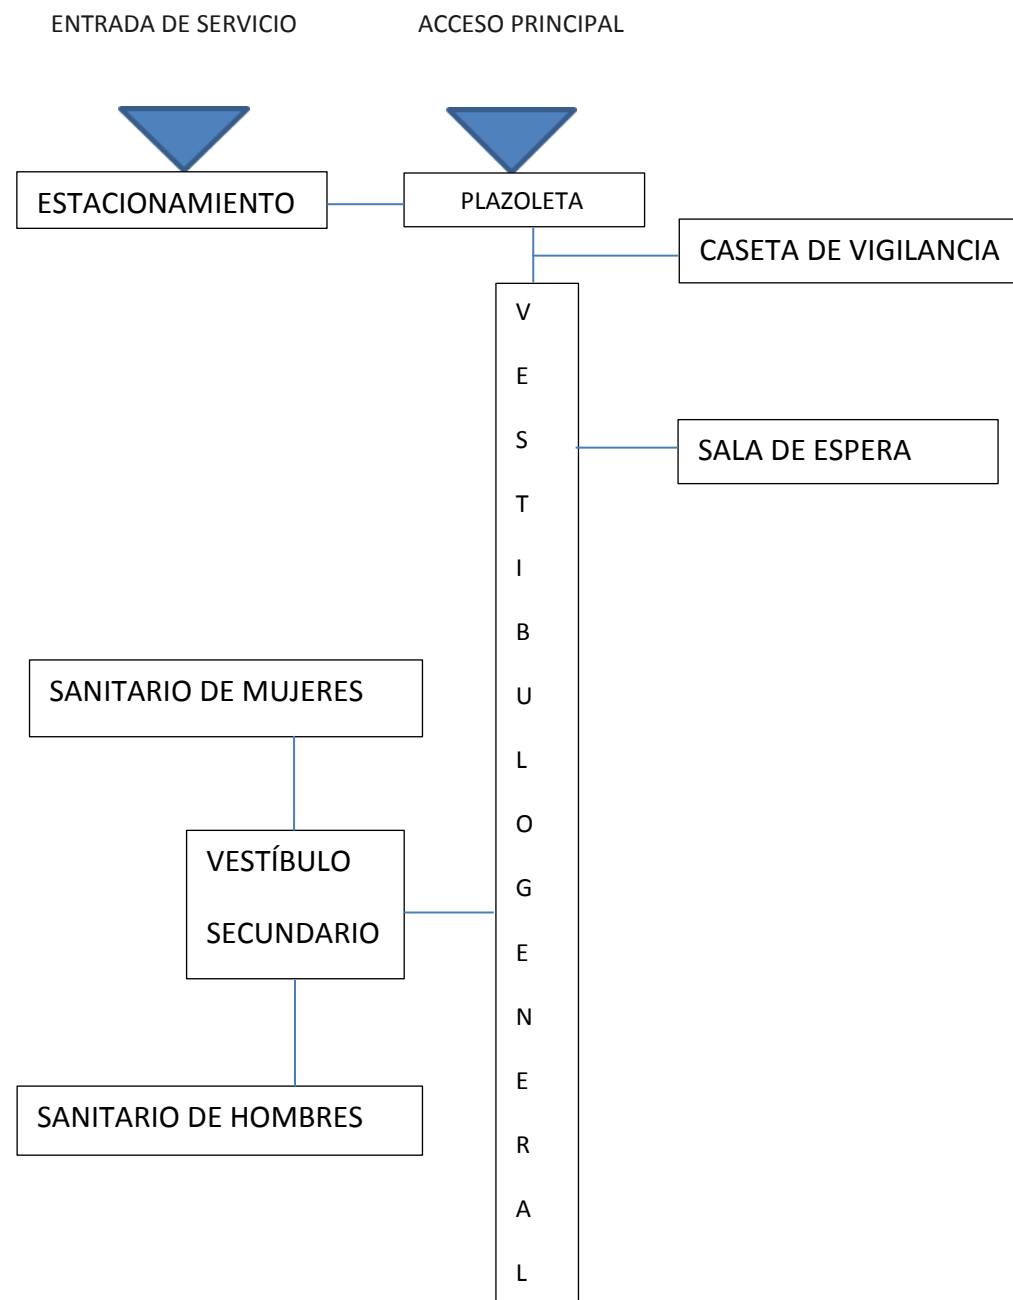 ENTRADA DE SERVICIO
ACCESO PRINCIPAL
ESTACIONAMIENTO
PLAZOLETA
CASETA DE VIGILANCIA
V
E
S
T
I
B
U
L
O
G
E
N
E
R
A
L
SALA DE ESPERA
SANITARIO DE MUJERES
VESTÍBULO
SECUNDARIO
SANITARIO DE HOMBRES